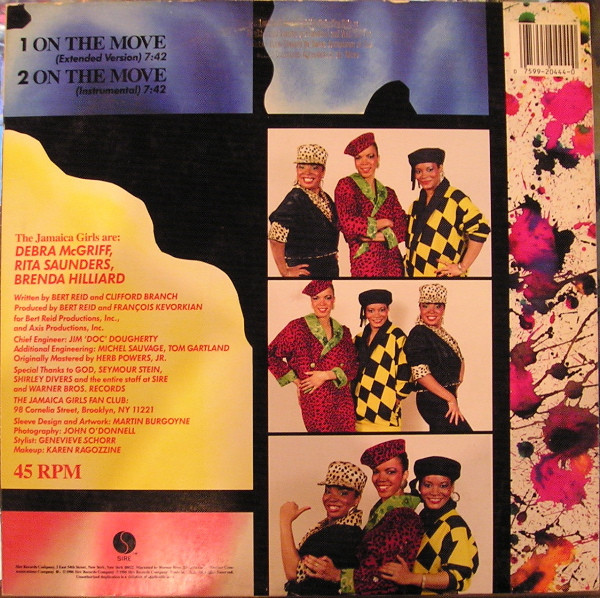 1 ON THE MOVE
(Extended Version) 7:42
2 ON THE MOVE
(Instrumental) 7:42
0 7599-20444-0
The Jamaica Girls are:
DEBRA McGRIFF,
RITA SAUNDERS,
BRENDA HILLIARD
Written by BERT REID and CLIFFORD BRANCH
Produced by BERT REID and FRANÇOIS KEVORKIAN
for Bert Reid Productions, Inc.,
and Axis Productions, Inc.
Chief Engineer: JIM 'DOC' DOUGHERTY
Additional Engineering: MICHEL SAUVAGE, TOM GARTLAND
Originally Mastered by HERB POWERS, JR.
Special Thanks to GOD, SEYMOUR STEIN,
SHIRLEY DIVERS and the entire staff at SIRE
and WARNER BROS. RECORDS
THE JAMAICA GIRLS FAN CLUB:
98 Cornelia Street, Brooklyn, NY 11221
Sleeve Design and Artwork: MARTIN BURGOYNE
Photography: JOHN O'DONNELL
Stylist: GENEVIEVE SCHORR
Makeup: KAREN RAGOZZINE
45 RPM
SIRE